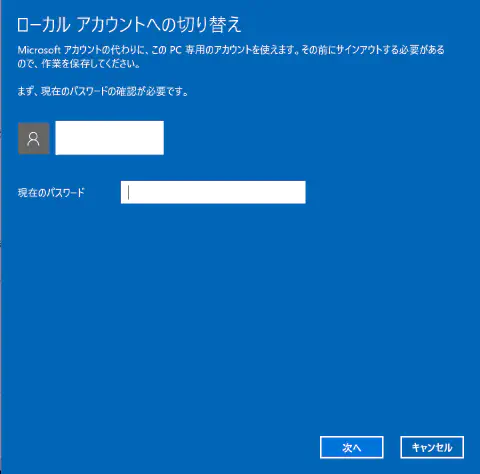 ローカル アカウントへの切り替え
Microsoft アカウントの代わりに、この PC 専用のアカウントを使えます。その前にサインアウトする必要がある
ので、作業を保存してください。
まず、現在のパスワードの確認が必要です。
現在のパスワード
次へ
キャンセル